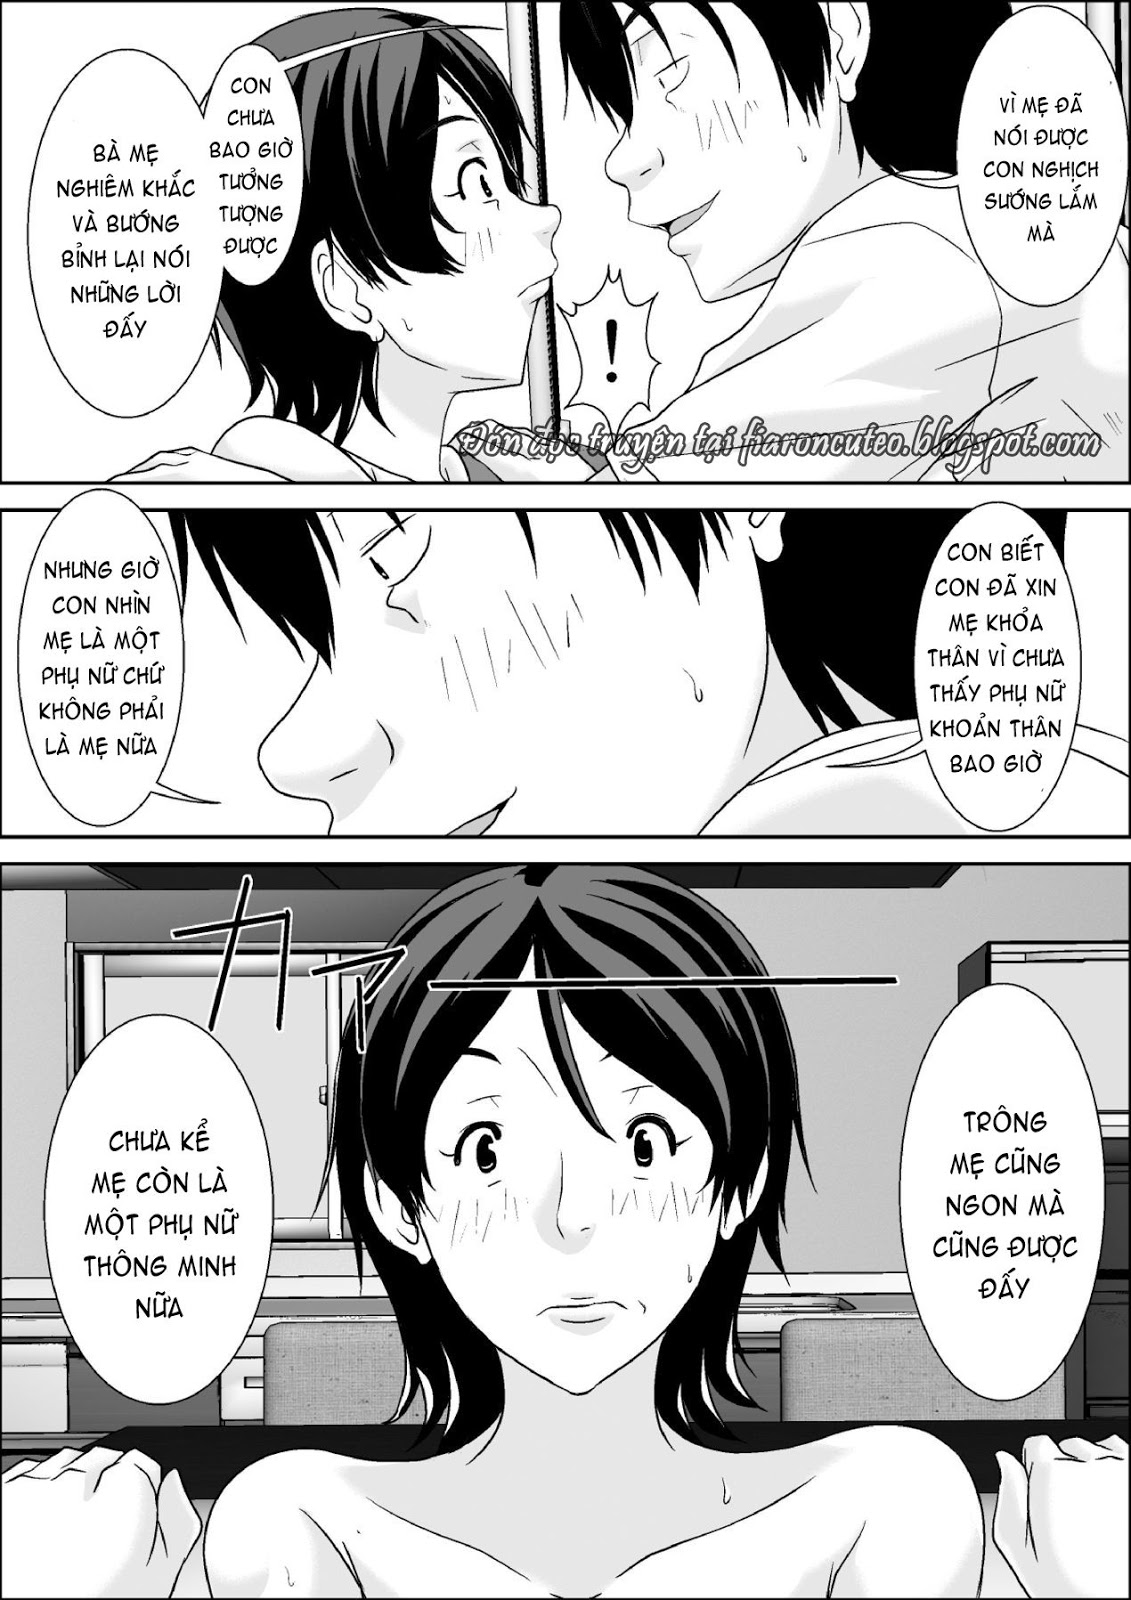 VÌ MẸ ĐÃ
NÓI ĐƯỢC
CON NGHỊCH
SƯỚNG LẮM
MÀ
CON
CHƯA
BAO GIỜ
TƯỞNG
TƯỢNG
ĐƯỢC
BÀ MẸ
NGHIÊM KHẮC
VÀ BƯỚNG
BỈNH LẠI NÓI
NHỮNG LỜI
ĐẤY
!
Đón đọc truyện tại fiaroncuteo.blogspot.com
CON BIẾT
CON ĐÃ XIN
MẸ KHỎA
THÂN VÌ CHƯA
THẤY PHỤ NỮ
KHOẢN THÂN
BAO GIỜ
NHƯNG GIỜ
CON NHÌN
MẸ LÀ MỘT
PHỤ NỮ CHỨ
KHÔNG PHẢI
LÀ MẸ NỮA
カァー
TRÔNG
MẸ CŨNG
NGON MÀ
CŨNG ĐƯỢC
ĐẤY
CHƯA KỂ
MẸ CÒN LÀ
MỘT PHỤ NỮ
THÔNG MINH
NỮA